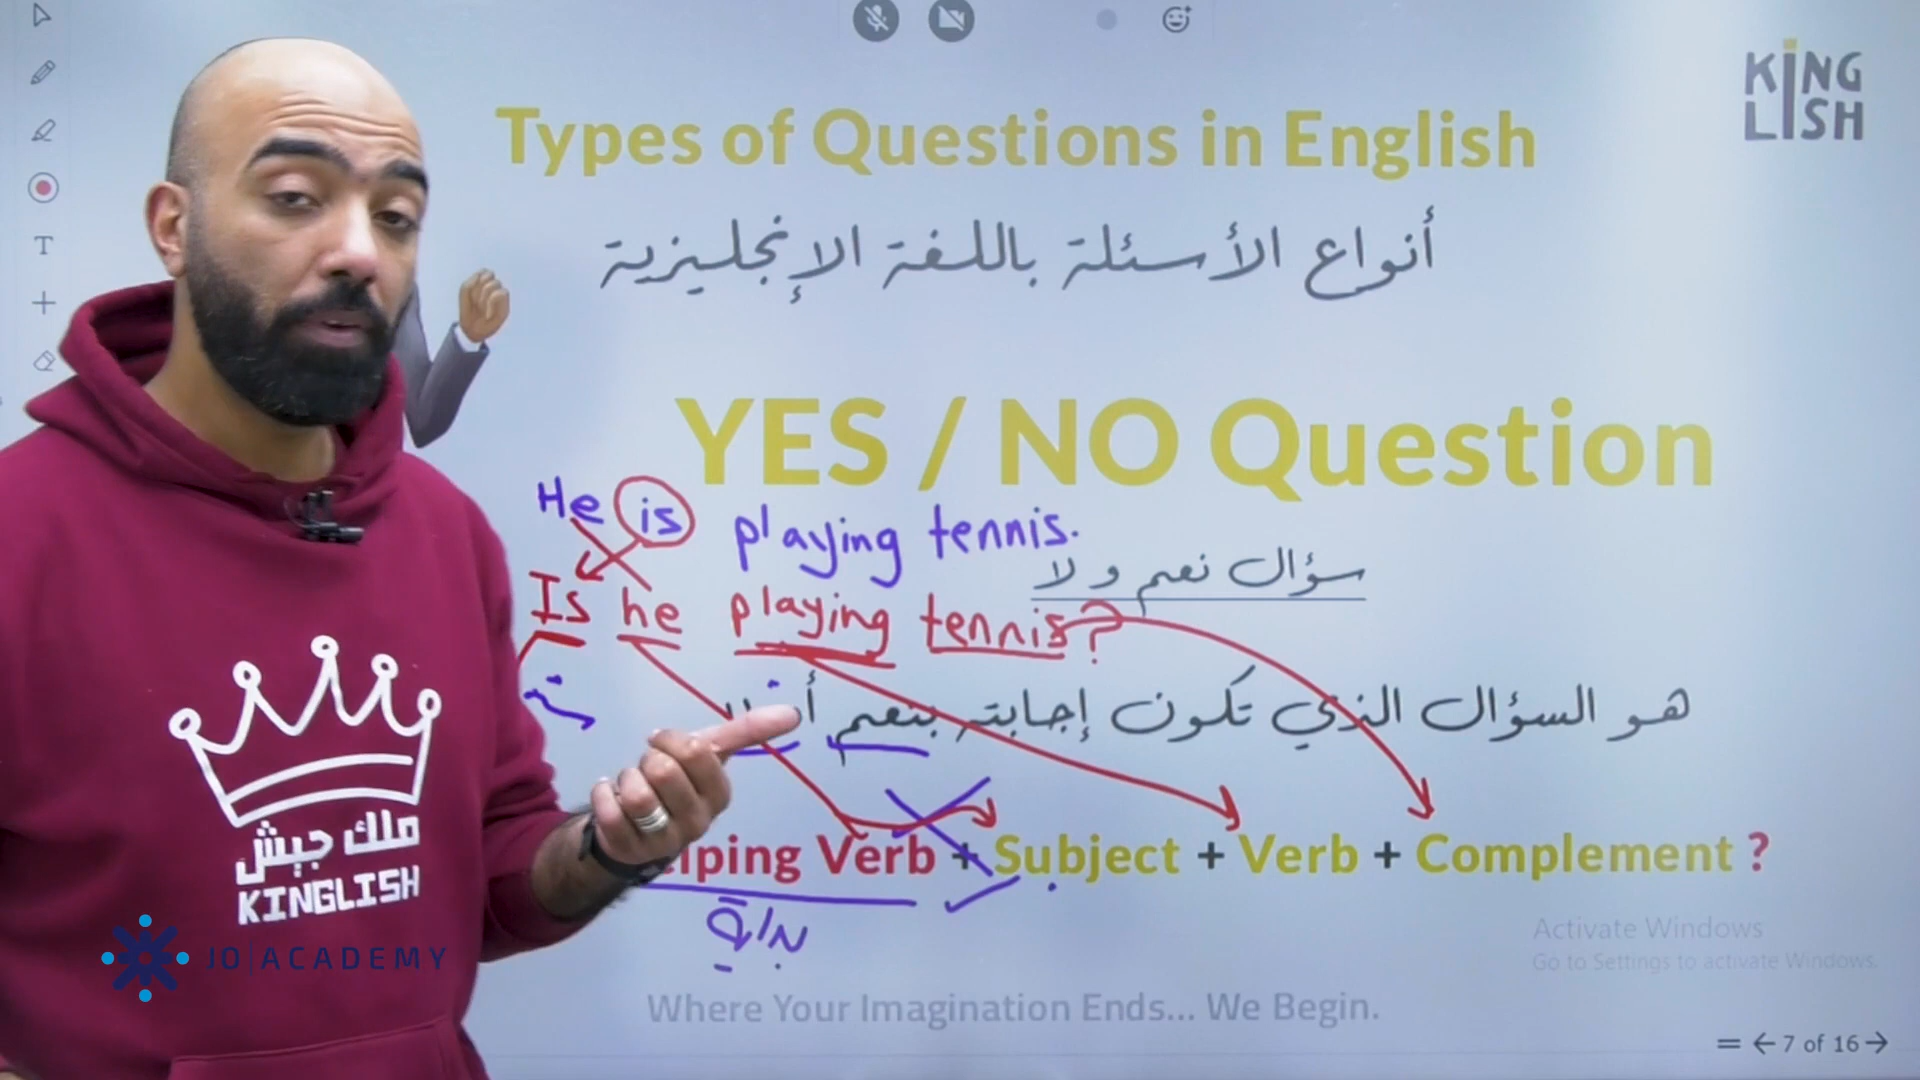 KING
LISH
Types of Questions in English
أنواع الأسئلة باللغة الإنجليزية
YES / NO Question
He is playing tennis.
سؤال نعم و لا
Is he playing tennis?
هو السؤال الذي تكون إجابته بنعم أو لا
elping Verb + Subject + Verb + Complement ?
بداية
ملك جيش
KINGLISH
JO ACADEMY
Activate Windows
Go to Settings to activate Windows.
Where Your Imagination Ends... We Begin.
7 of 16